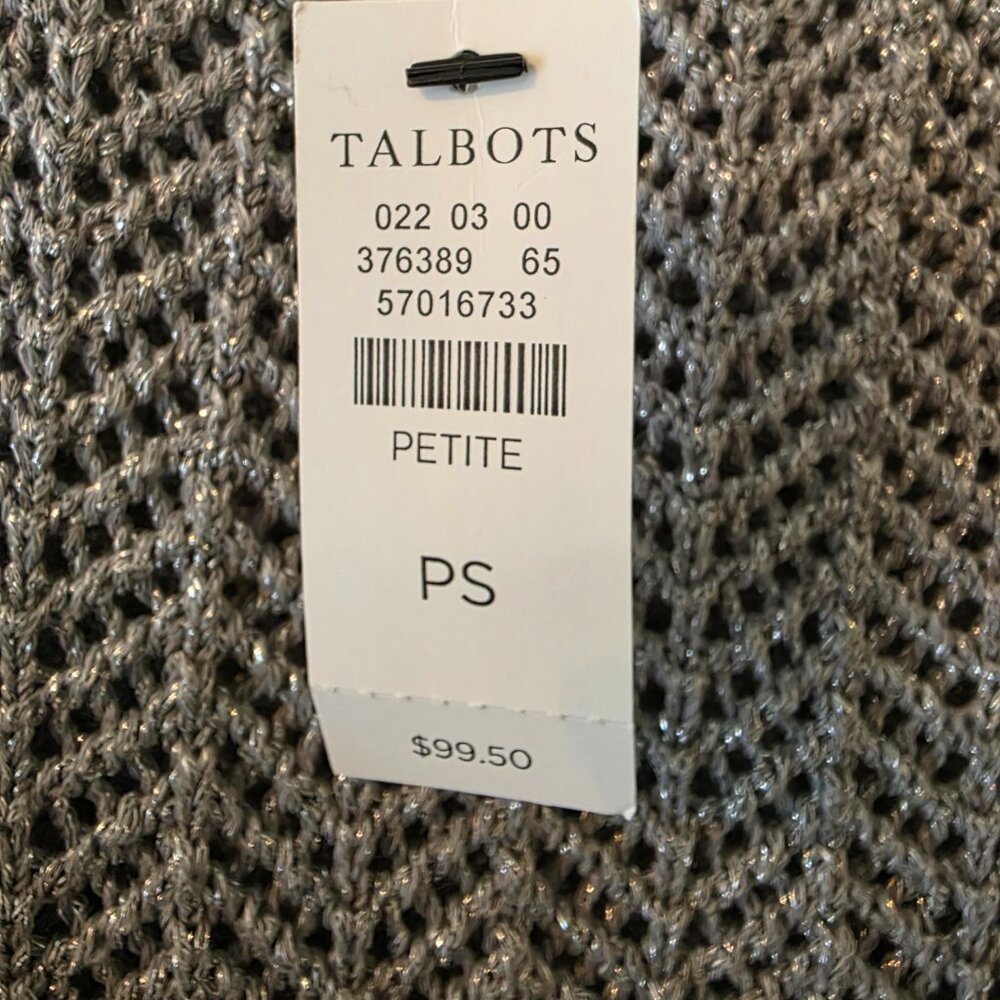 TALBOTS
022 03 00
376389 65
57016733
PETITE
PS
$99.50